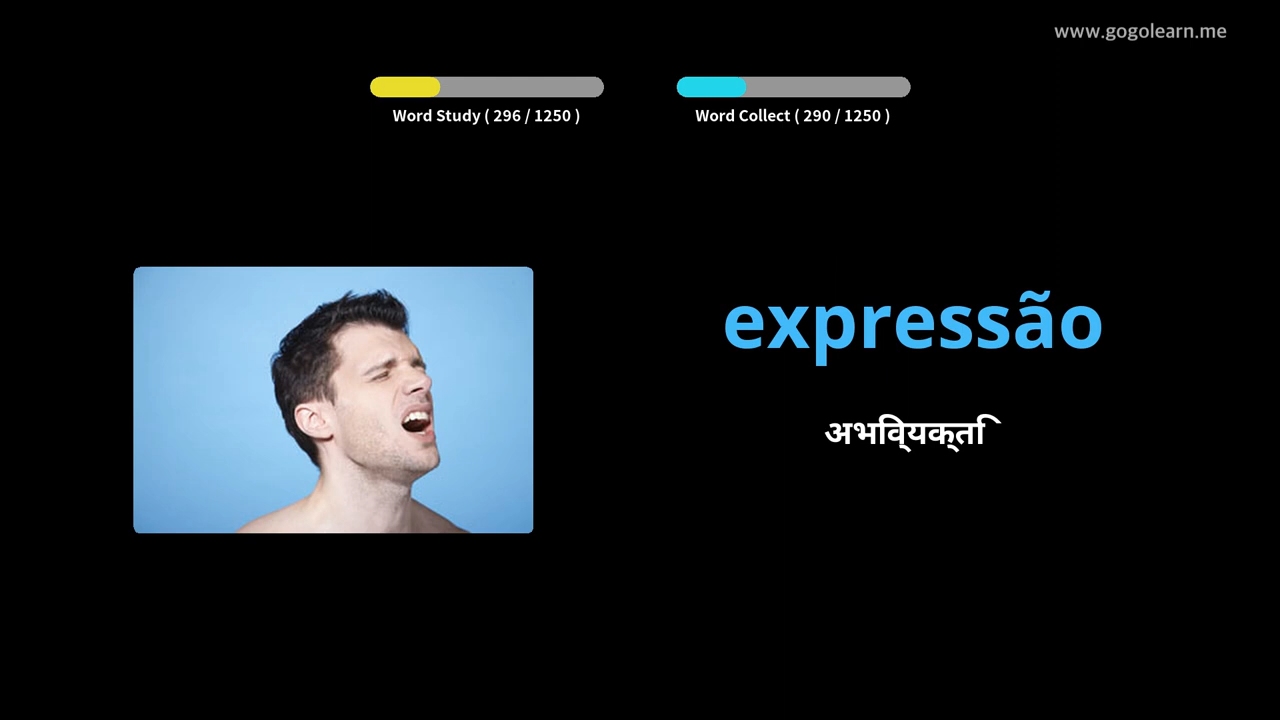 www.gogolearn.me
Word Study ( 296 / 1250 )
Word Collect ( 290 / 1250 )
expressão
अभिव्यक्ति